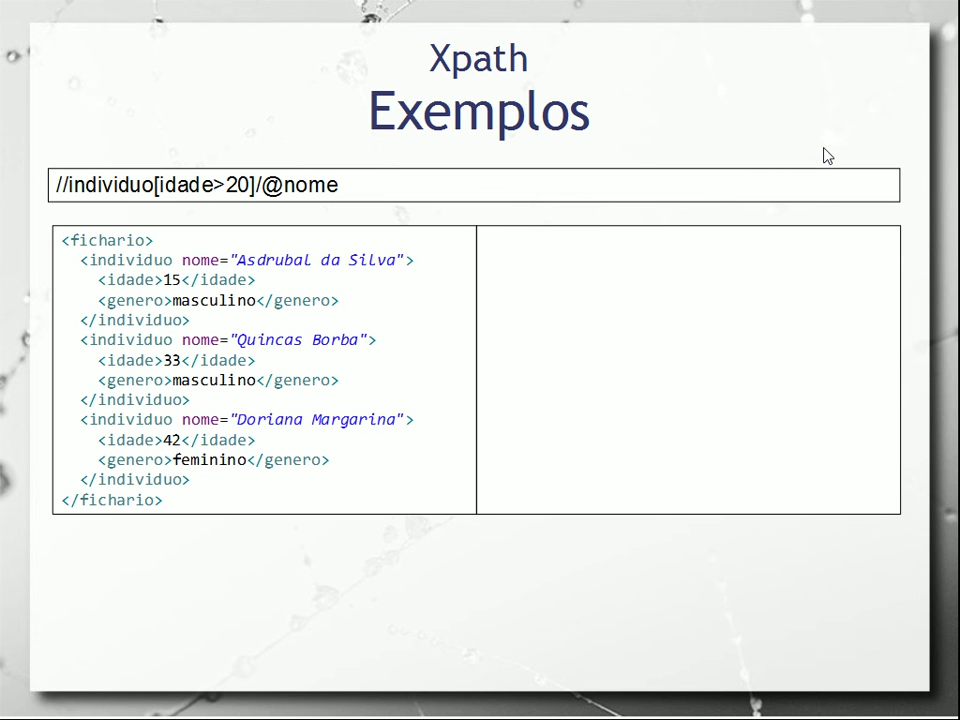 Xpath
Exemplos
//individuo[idade>20]/@nome
<fichario>
<individuo nome="Asdrubal da Silva">
<idade>15</idade>
<genero>masculino</genero>
</individuo>
<individuo nome="Quincas Borba">
<idade>33</idade>
<genero>masculino</genero>
</individuo>
<individuo nome="Doriana Margarina">
<idade>42</idade>
<genero>feminino</genero>
</individuo>
</fichario>